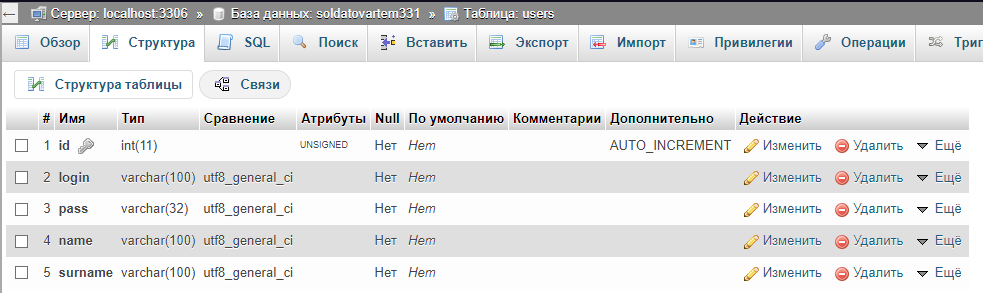 ← Сервер: localhost:3306 » База данных: soldatovartem331 » Таблица: users
Обзор Структура SQL Поиск Вставить Экспорт Импорт Привилегии Операции Триг
Структура таблицы Связи
# Имя Тип Сравнение Атрибуты Null По умолчанию Комментарии Дополнительно Действие
1 id int(11) UNSIGNED Нет Нет AUTO_INCREMENT Изменить Удалить Ещё
2 login varchar(100) utf8_general_ci Нет Нет Изменить Удалить Ещё
3 pass varchar(32) utf8_general_ci Нет Нет Изменить Удалить Ещё
4 name varchar(100) utf8_general_ci Нет Нет Изменить Удалить Ещё
5 surname varchar(100) utf8_general_ci Нет Нет Изменить Удалить Ещё